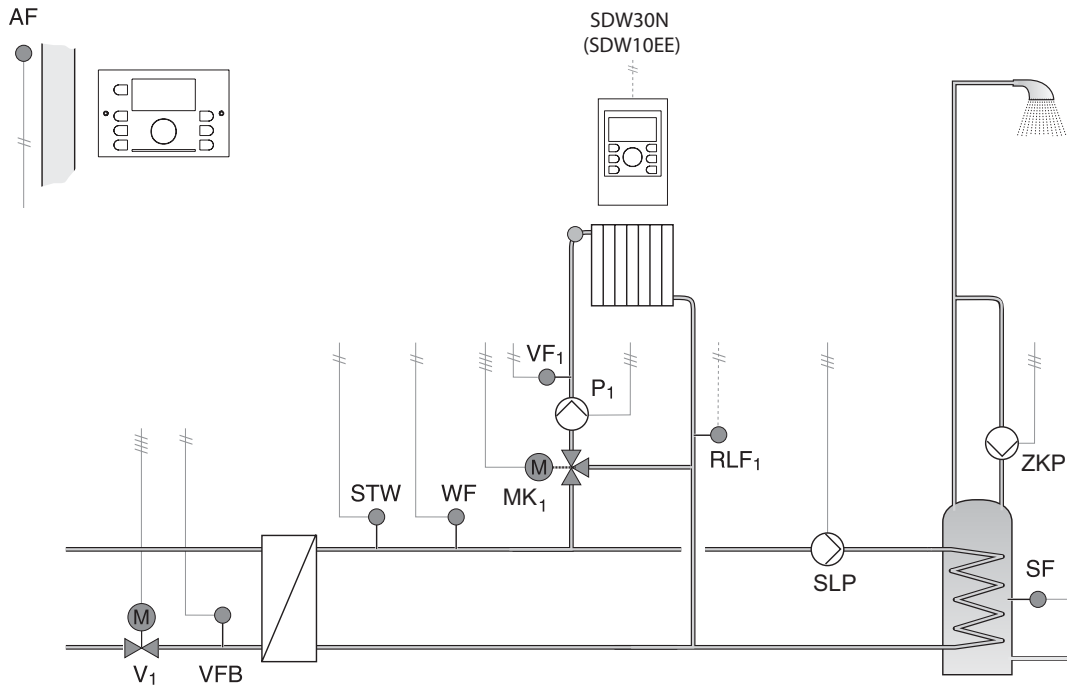 AF
SDW30N
(SDW10EE)
VF1
P1
RLF1
ZKP
M
MK1
STW
WF
SLP
SF
M
V1
VFB